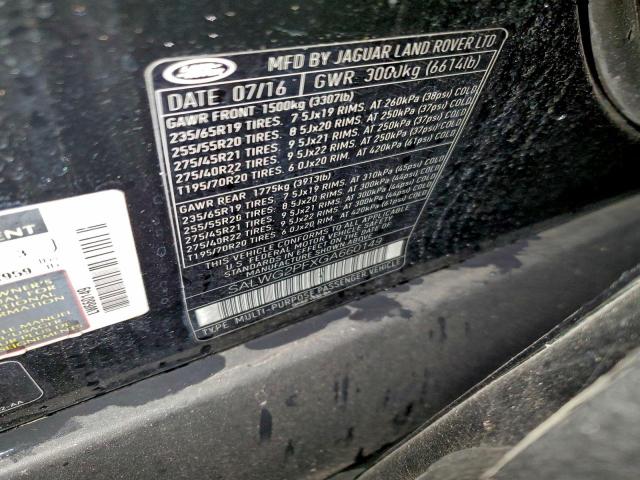 MFD BY JAGUAR LAND ROVER LTD
DATE 07/16 GWR 3000kg (6614lb)
GAWR FRONT 1500kg (3307lb)
235/65R19 TIRES. 7 5Jx19 RIMS. AT 260kPa (38psi) COLD
255/55R20 TIRES. 8 5Jx20 RIMS. AT 250kPa (37psi) COLD
275/45R21 TIRES. 9 5Jx21 RIMS. AT 250kPa (37psi) COLD
275/40R22 TIRES. 9 5Jx22 RIMS. AT 250kPa (37psi) COLD
T195/70R20 TIRES. 6 0Jx20 RIM. AT 420kPa (61psi) COLD
GAWR REAR 1775kg (3913lb)
235/65R19 TIRES. 7 5Jx19 RIMS. AT 310kPa (45psi) COLD
255/55R20 TIRES. 8 5Jx20 RIMS. AT 300kPa (44psi) COLD
275/45R21 TIRES. 9 5Jx21 RIMS. AT 300kPa (44psi) COLD
275/40R22 TIRES. 9 5Jx22 RIMS. AT 300kPa (44psi) COLD
T195/70R20 TIRES. 6 0Jx20 RIM. AT 420kPa (61psi) COLD
THIS VEHICLE CONFORMS TO ALL APPLICABLE
U.S. FEDERAL MOTOR VEHICLE SAFETY
STANDARDS IN EFFECT ON THE DATE OF
MANUFACTURE SHOWN ABOVE
SALWG2PFXGA660149
TYPE MULTI-PURPOSE PASSENGER VEHICLE
ENT
3
959
OWNER'S
MANUAL